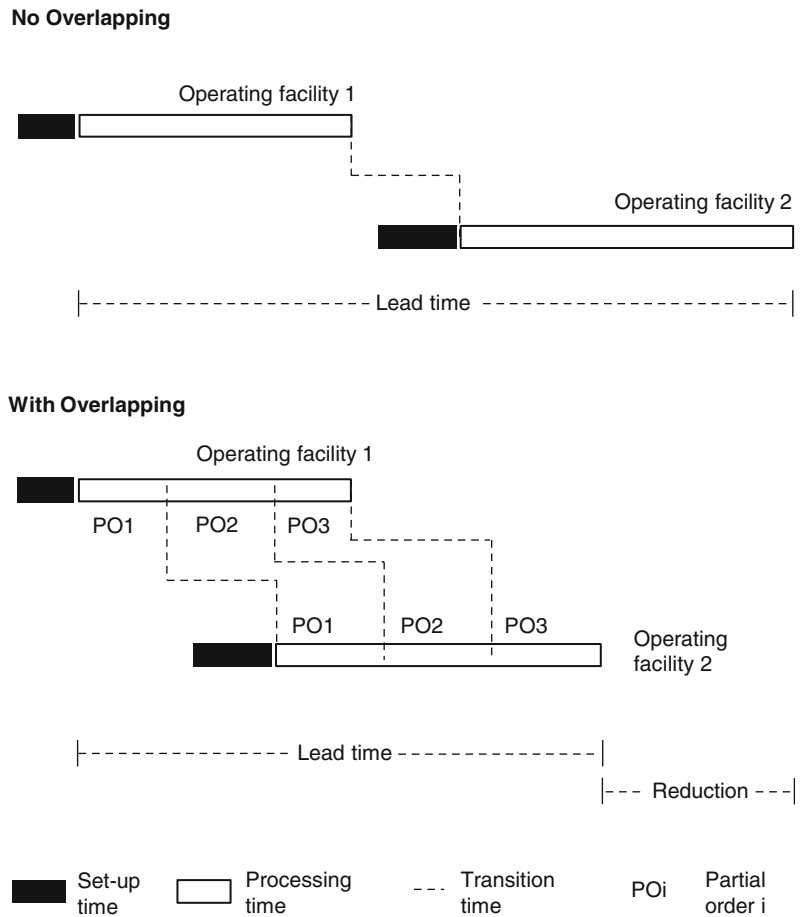 No Overlapping
Operating facility 1
Operating facility 2
Lead time
With Overlapping
Operating facility 1
PO1 PO2 PO3
PO1 PO2 PO3
Operating
facility 2
Lead time
Reduction
Set-up
time
Processing
time
Transition
time
POi
Partial
order i